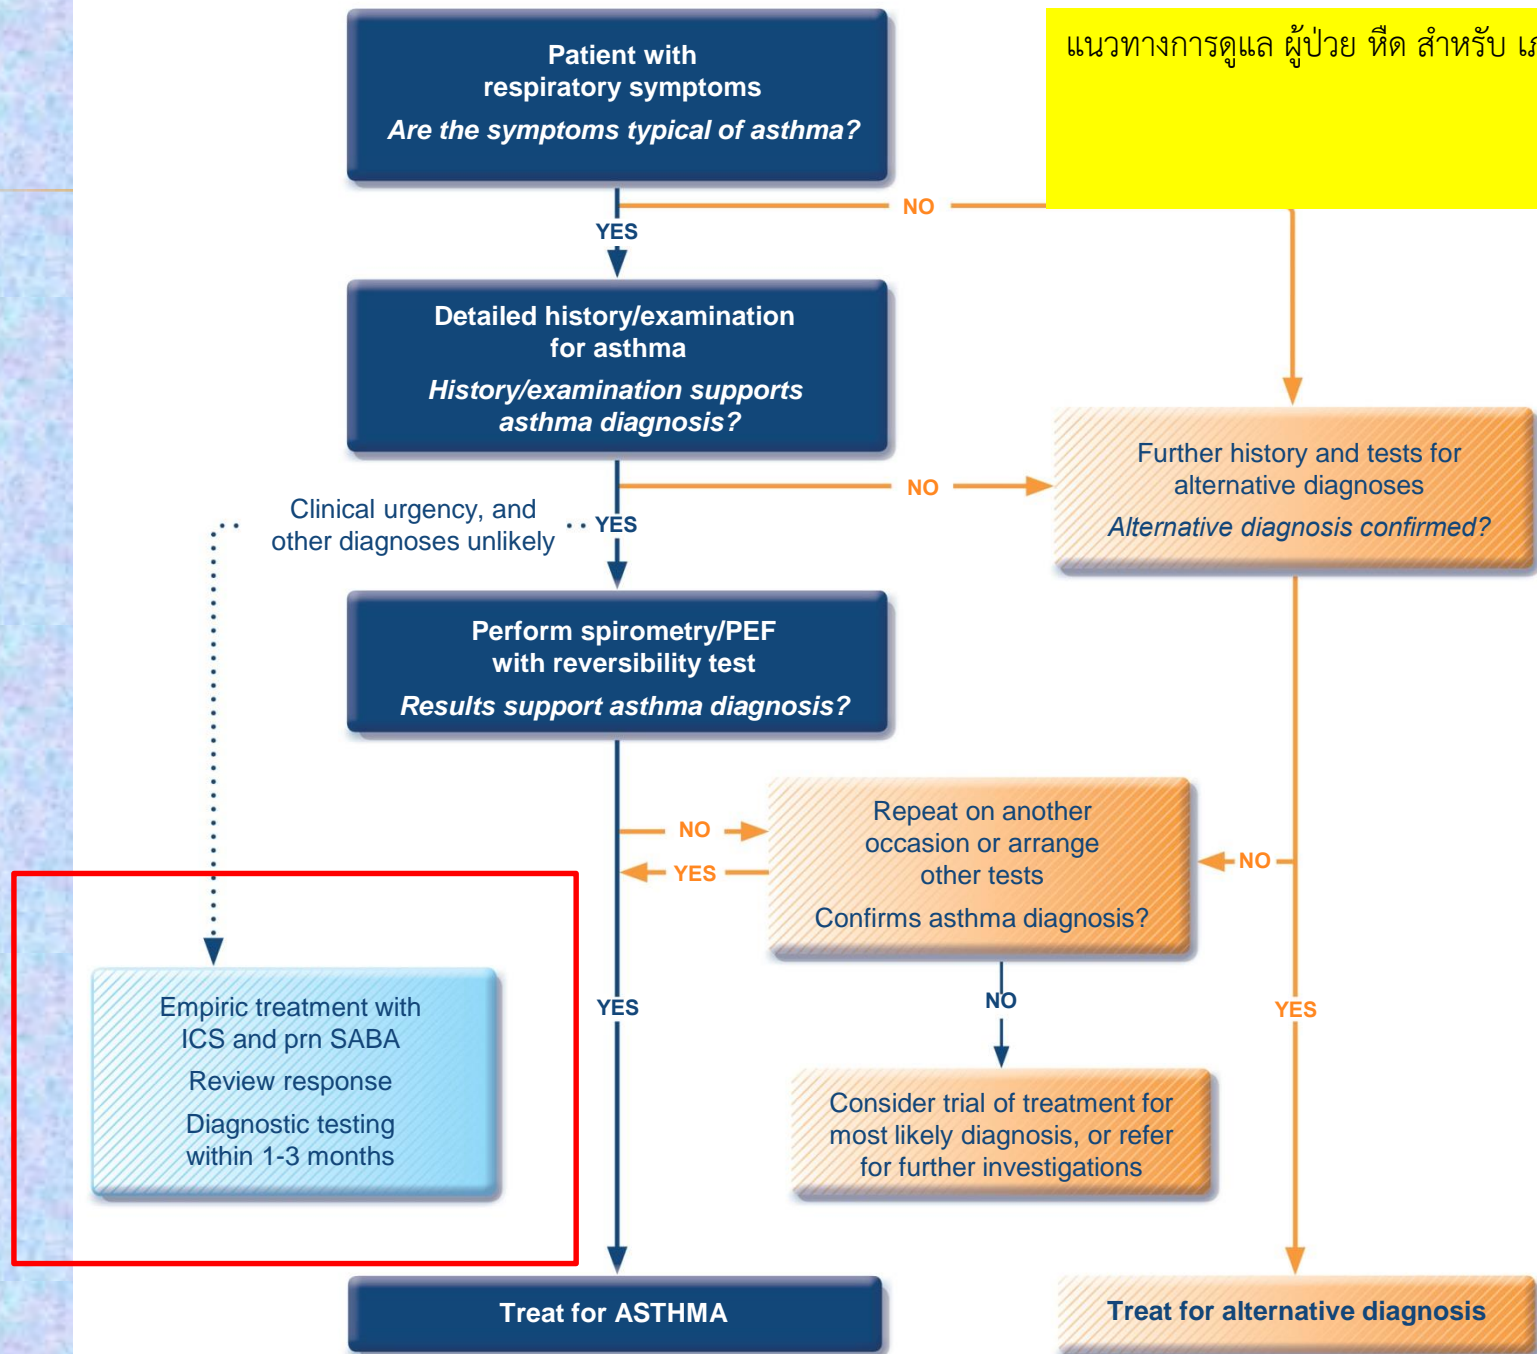 Patient with
respiratory symptoms
Are the symptoms typical of asthma?
แนวทางการดูแล ผู้ป่วย หืด สำหรับ
NO
YES
Detailed history/examination
for asthma
History/examination supports
asthma diagnosis?
Further history and tests for
alternative diagnoses
Alternative diagnosis confirmed?
NO
Clinical urgency, and
other diagnoses unlikely
YES
Perform spirometry/PEF
with reversibility test
Results support asthma diagnosis?
Repeat on another
occasion or arrange
other tests
Confirms asthma diagnosis?
NO
YES
NO
Empiric treatment with
ICS and prn SABA
Review response
Diagnostic testing
within 1-3 months
YES
NO
YES
Consider trial of treatment for
most likely diagnosis, or refer
for further investigations
Treat for ASTHMA
Treat for alternative diagnosis